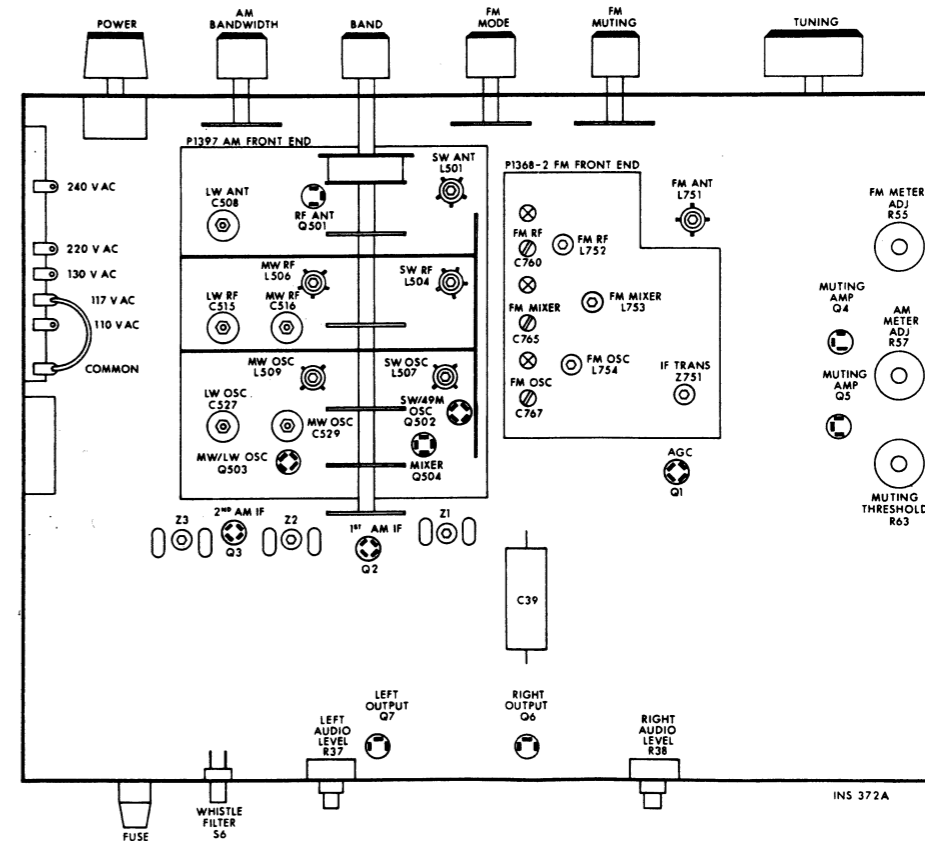 POWER
AM
BANDWIDTH
BAND
FM
MODE
FM
MUTING
TUNING
P1397 AM FRONT END
SW ANT
L501
LW ANT
C508
RF ANT
Q501
MW RF
L506
SW RF
L504
LW RF
C515
MW RF
C516
MW OSC
L509
SW OSC
L507
LW OSC
C527
MW OSC
C529
SW/49M
OSC
Q502
MW/LW OSC
Q503
MIXER
Q504
P1368-2 FM FRONT END
FM ANT
L751
FM RF
C760
FM RF
L752
FM MIXER
L753
FM MIXER
C765
FM OSC
L754
FM OSC
C767
IF TRANS
Z751
AGC
Q1
FM METER
ADJ
R55
MUTING
AMP
Q4
AM
METER
ADJ
R57
MUTING
AMP
Q5
MUTING
THRESHOLD
R63
240 V AC
220 V AC
130 V AC
117 V AC
110 V AC
COMMON
Z3
2ND AM IF
Q3
Z2
1ST AM IF
Q2
Z1
C39
LEFT
OUTPUT
Q7
RIGHT
OUTPUT
Q6
LEFT
AUDIO
LEVEL
R37
RIGHT
AUDIO
LEVEL
R38
FUSE
WHISTLE
FILTER
S6
INS 372A